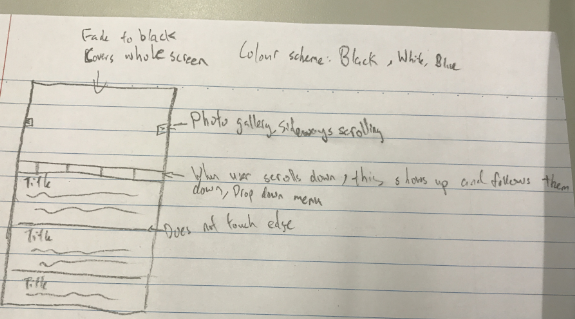 Fade to black
Covers whole screen
Colour scheme: Black, White, Blue
Photo gallery, sideways scrolling
When user scrolls down, this shows up and follows them
down, Drop down menu
Title
Does not touch edge
Title
Title